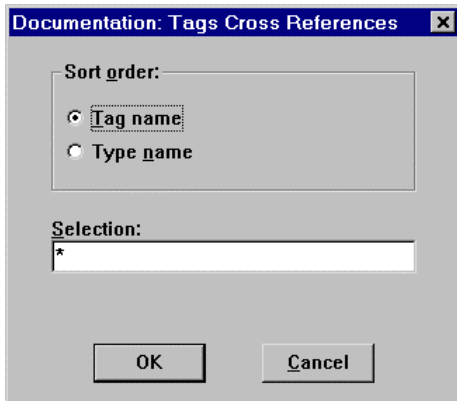 Documentation: Tags Cross References
Sort order:
Tag name
Type name
Selection:
*
OK
Cancel